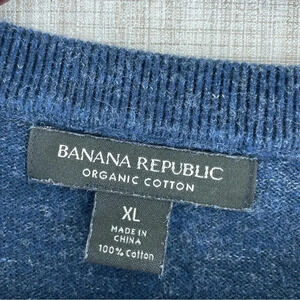 BANANA REPUBLIC
ORGANIC COTTON
XL
MADE IN
CHINA
100% Cotton